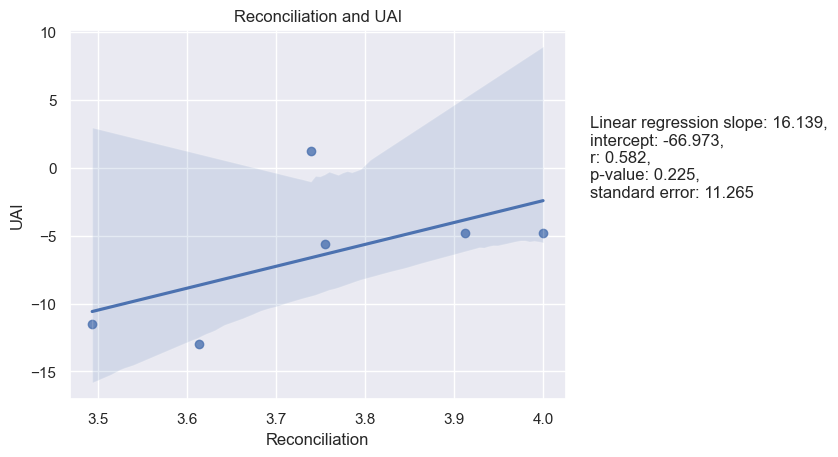 Reconciliation and UAI
10
5
0
−5
−10
−15
UAI
3.5
3.6
3.7
3.8
3.9
4.0
Reconciliation
Linear regression slope: 16.139,
intercept: -66.973,
r: 0.582,
p-value: 0.225,
standard error: 11.265